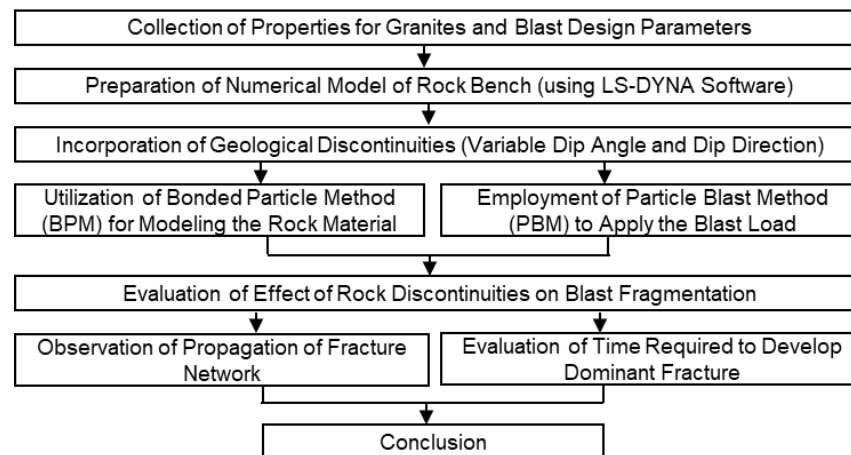 Collection of Properties for Granites and Blast Design Parameters
Preparation of Numerical Model of Rock Bench (using LS-DYNA Software)
Incorporation of Geological Discontinuities (Variable Dip Angle and Dip Direction)
Utilization of Bonded Particle Method
(BPM) for Modeling the Rock Material
Employment of Particle Blast Method
(PBM) to Apply the Blast Load
Evaluation of Effect of Rock Discontinuities on Blast Fragmentation
Observation of Propagation of Fracture
Network
Evaluation of Time Required to Develop
Dominant Fracture
Conclusion